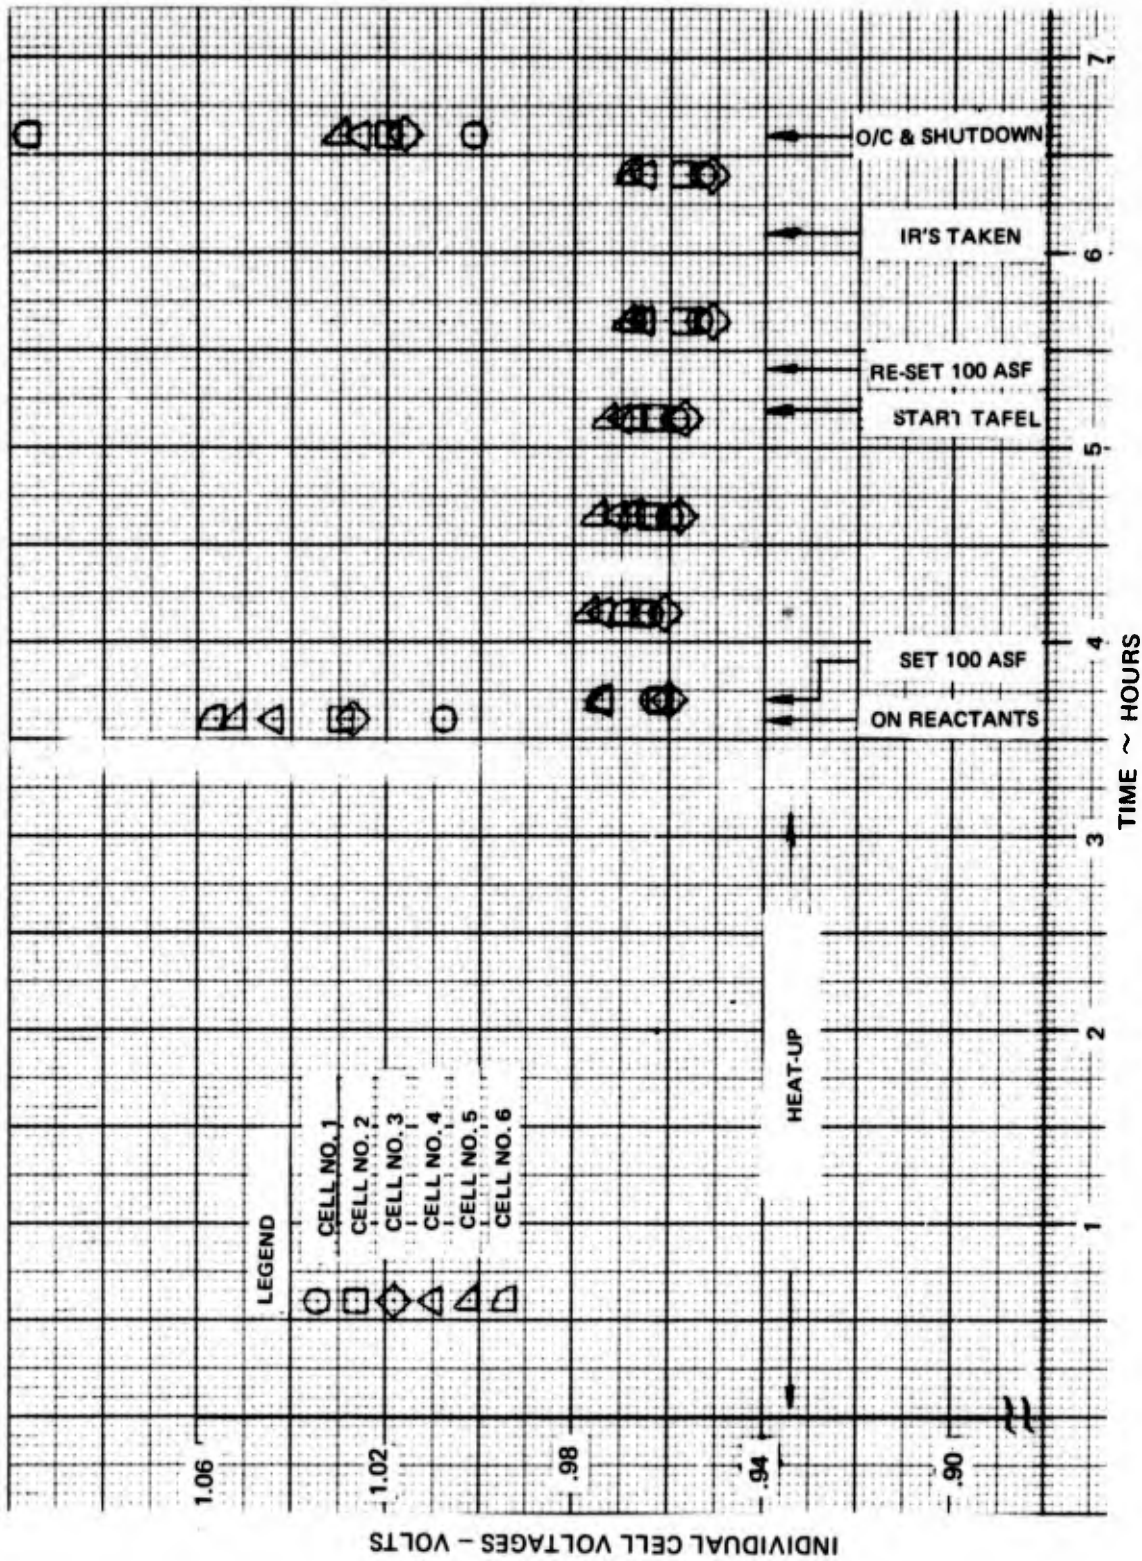 INDIVIDUAL CELL VOLTAGES – VOLTS
1.06
1.02
.98
.94
.90
LEGEND
CELL NO. 1
CELL NO. 2
CELL NO. 3
CELL NO. 4
CELL NO. 5
CELL NO. 6
HEAT-UP
ON REACTANTS
SET 100 ASF
START TAFEL
RE-SET 100 ASF
IR'S TAKEN
O/C & SHUTDOWN
1
2
3
4
5
6
7
TIME ~ HOURS